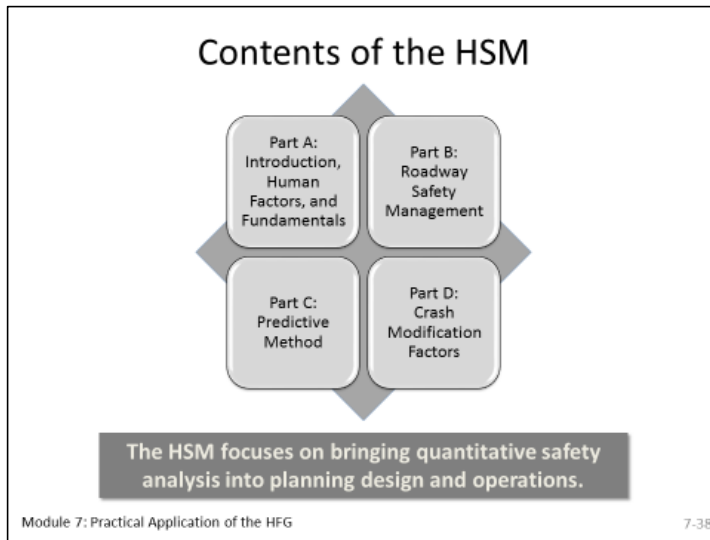 Contents of the HSM
Part A:
Introduction,
Human
Factors, and
Fundamentals
Part B:
Roadway
Safety
Management
Part C:
Predictive
Method
Part D:
Crash
Modification
Factors
The HSM focuses on bringing quantitative safety
analysis into planning design and operations.
Module 7: Practical Application of the HFG
7-38